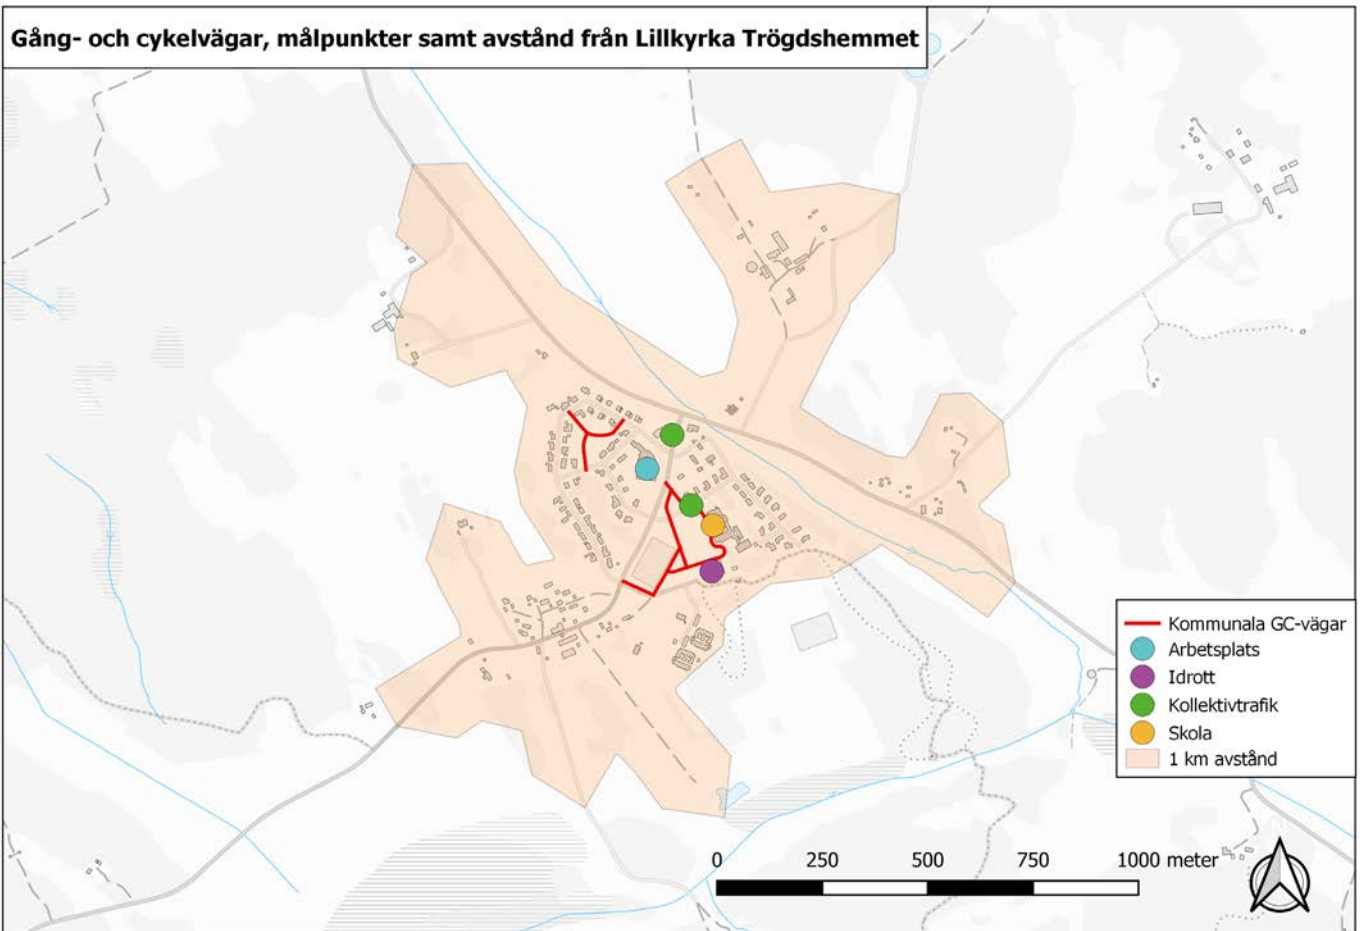 Gång- och cykelvägar, målpunkter samt avstånd från Lillkyrka Trögdshemmet
Kommunala GC-vägar
Arbetsplats
Idrott
Kollektivtrafik
Skola
1 km avstånd
0 250 500 750 1000 meter